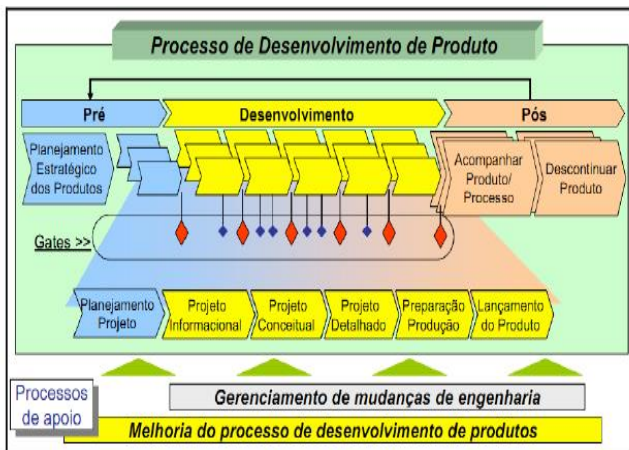 Processo de Desenvolvimento de Produto
Pré
Desenvolvimento
Pós
Planejamento
Estratégico
dos Produtos
Acompanhar
Produto/
Processo
Descontinuar
Produto
Gates >>
Planejamento
Projeto
Projeto
Informacional
Projeto
Conceitual
Projeto
Detalhado
Preparação
Produção
Lançamento
do Produto
Processos
de apoio
Gerenciamento de mudanças de engenharia
Melhoria do processo de desenvolvimento de produtos